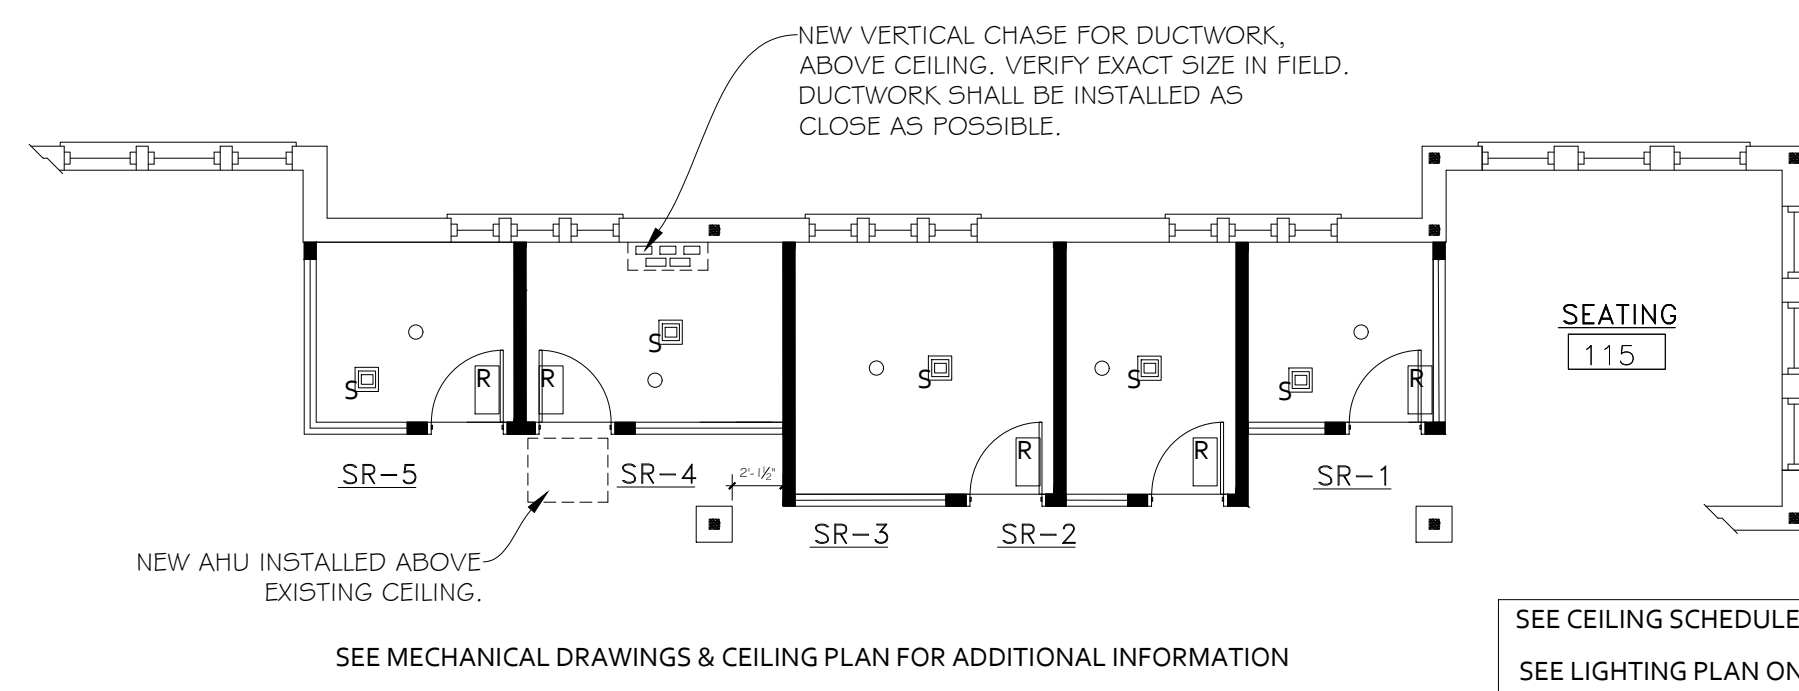 NEW VERTICAL CHASE FOR DUCTWORK,
ABOVE CEILING. VERIFY EXACT SIZE IN FIELD.
DUCTWORK SHALL BE INSTALLED AS
CLOSE AS POSSIBLE.
SEATING
115
S
S
S
S
S
R
R
R
R
R
SR-5
SR-4
2'-1½"
SR-3
SR-2
SR-1
NEW AHU INSTALLED ABOVE
EXISTING CEILING.
SEE CEILING SCHEDULE
SEE MECHANICAL DRAWINGS & CEILING PLAN FOR ADDITIONAL INFORMATION
SEE LIGHTING PLAN ON